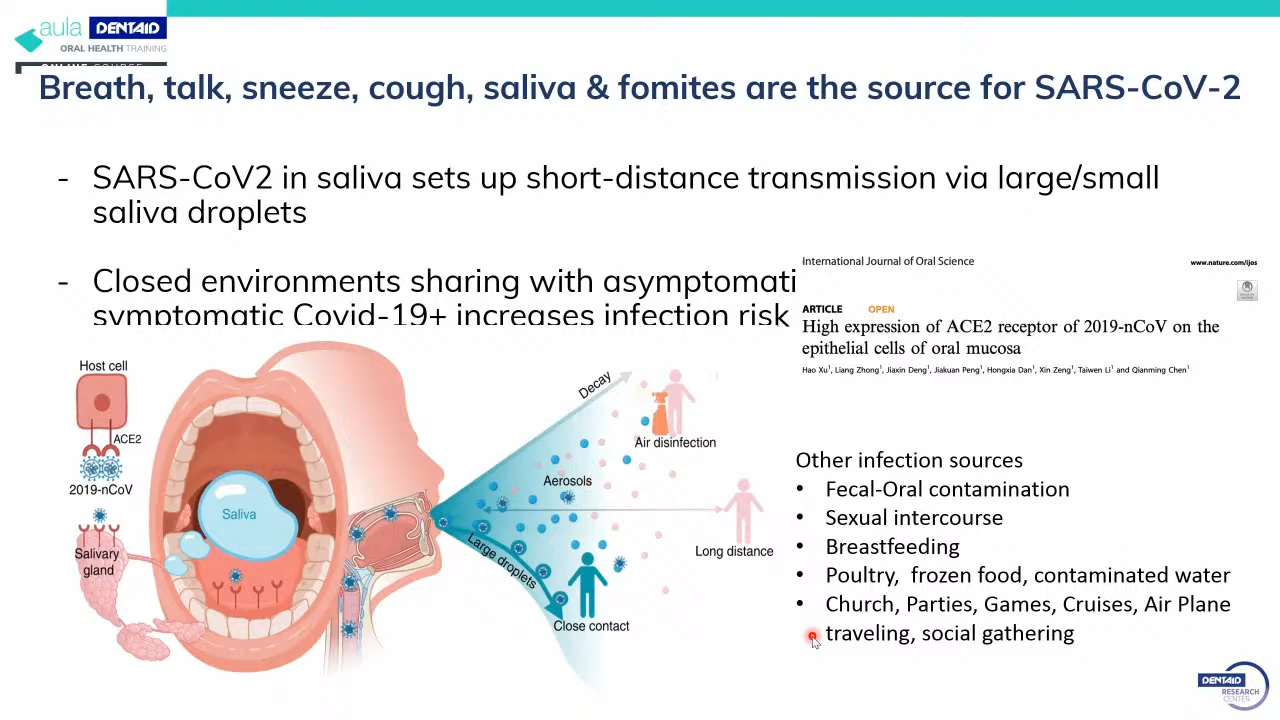 aula DENTAID
ORAL HEALTH TRAINING
Breath, talk, sneeze, cough, saliva & fomites are the source for SARS-CoV-2
- SARS-CoV2 in saliva sets up short-distance transmission via large/small
saliva droplets
- Closed environments sharing with asymptomati
symptomatic Covid-19+ increases infection risk
International Journal of Oral Science
www.nature.com/ijos
ARTICLE OPEN
High expression of ACE2 receptor of 2019-nCoV on the
epithelial cells of oral mucosa
Hao Xu1, Liang Zhong1, Jiaxin Deng1, Jiakuan Peng1, Hongxia Dan1, Xin Zeng1, Taiwen Li1 and Qianming Chen1
Host cell
ACE2
2019-nCoV
Salivary
gland
Saliva
Decay
Air disinfection
Aerosols
Long distance
Large droplets
Close contact
Other infection sources
• Fecal-Oral contamination
• Sexual intercourse
• Breastfeeding
• Poultry, frozen food, contaminated water
• Church, Parties, Games, Cruises, Air Plane
traveling, social gathering
DENTAID
RESEARCH
CENTER